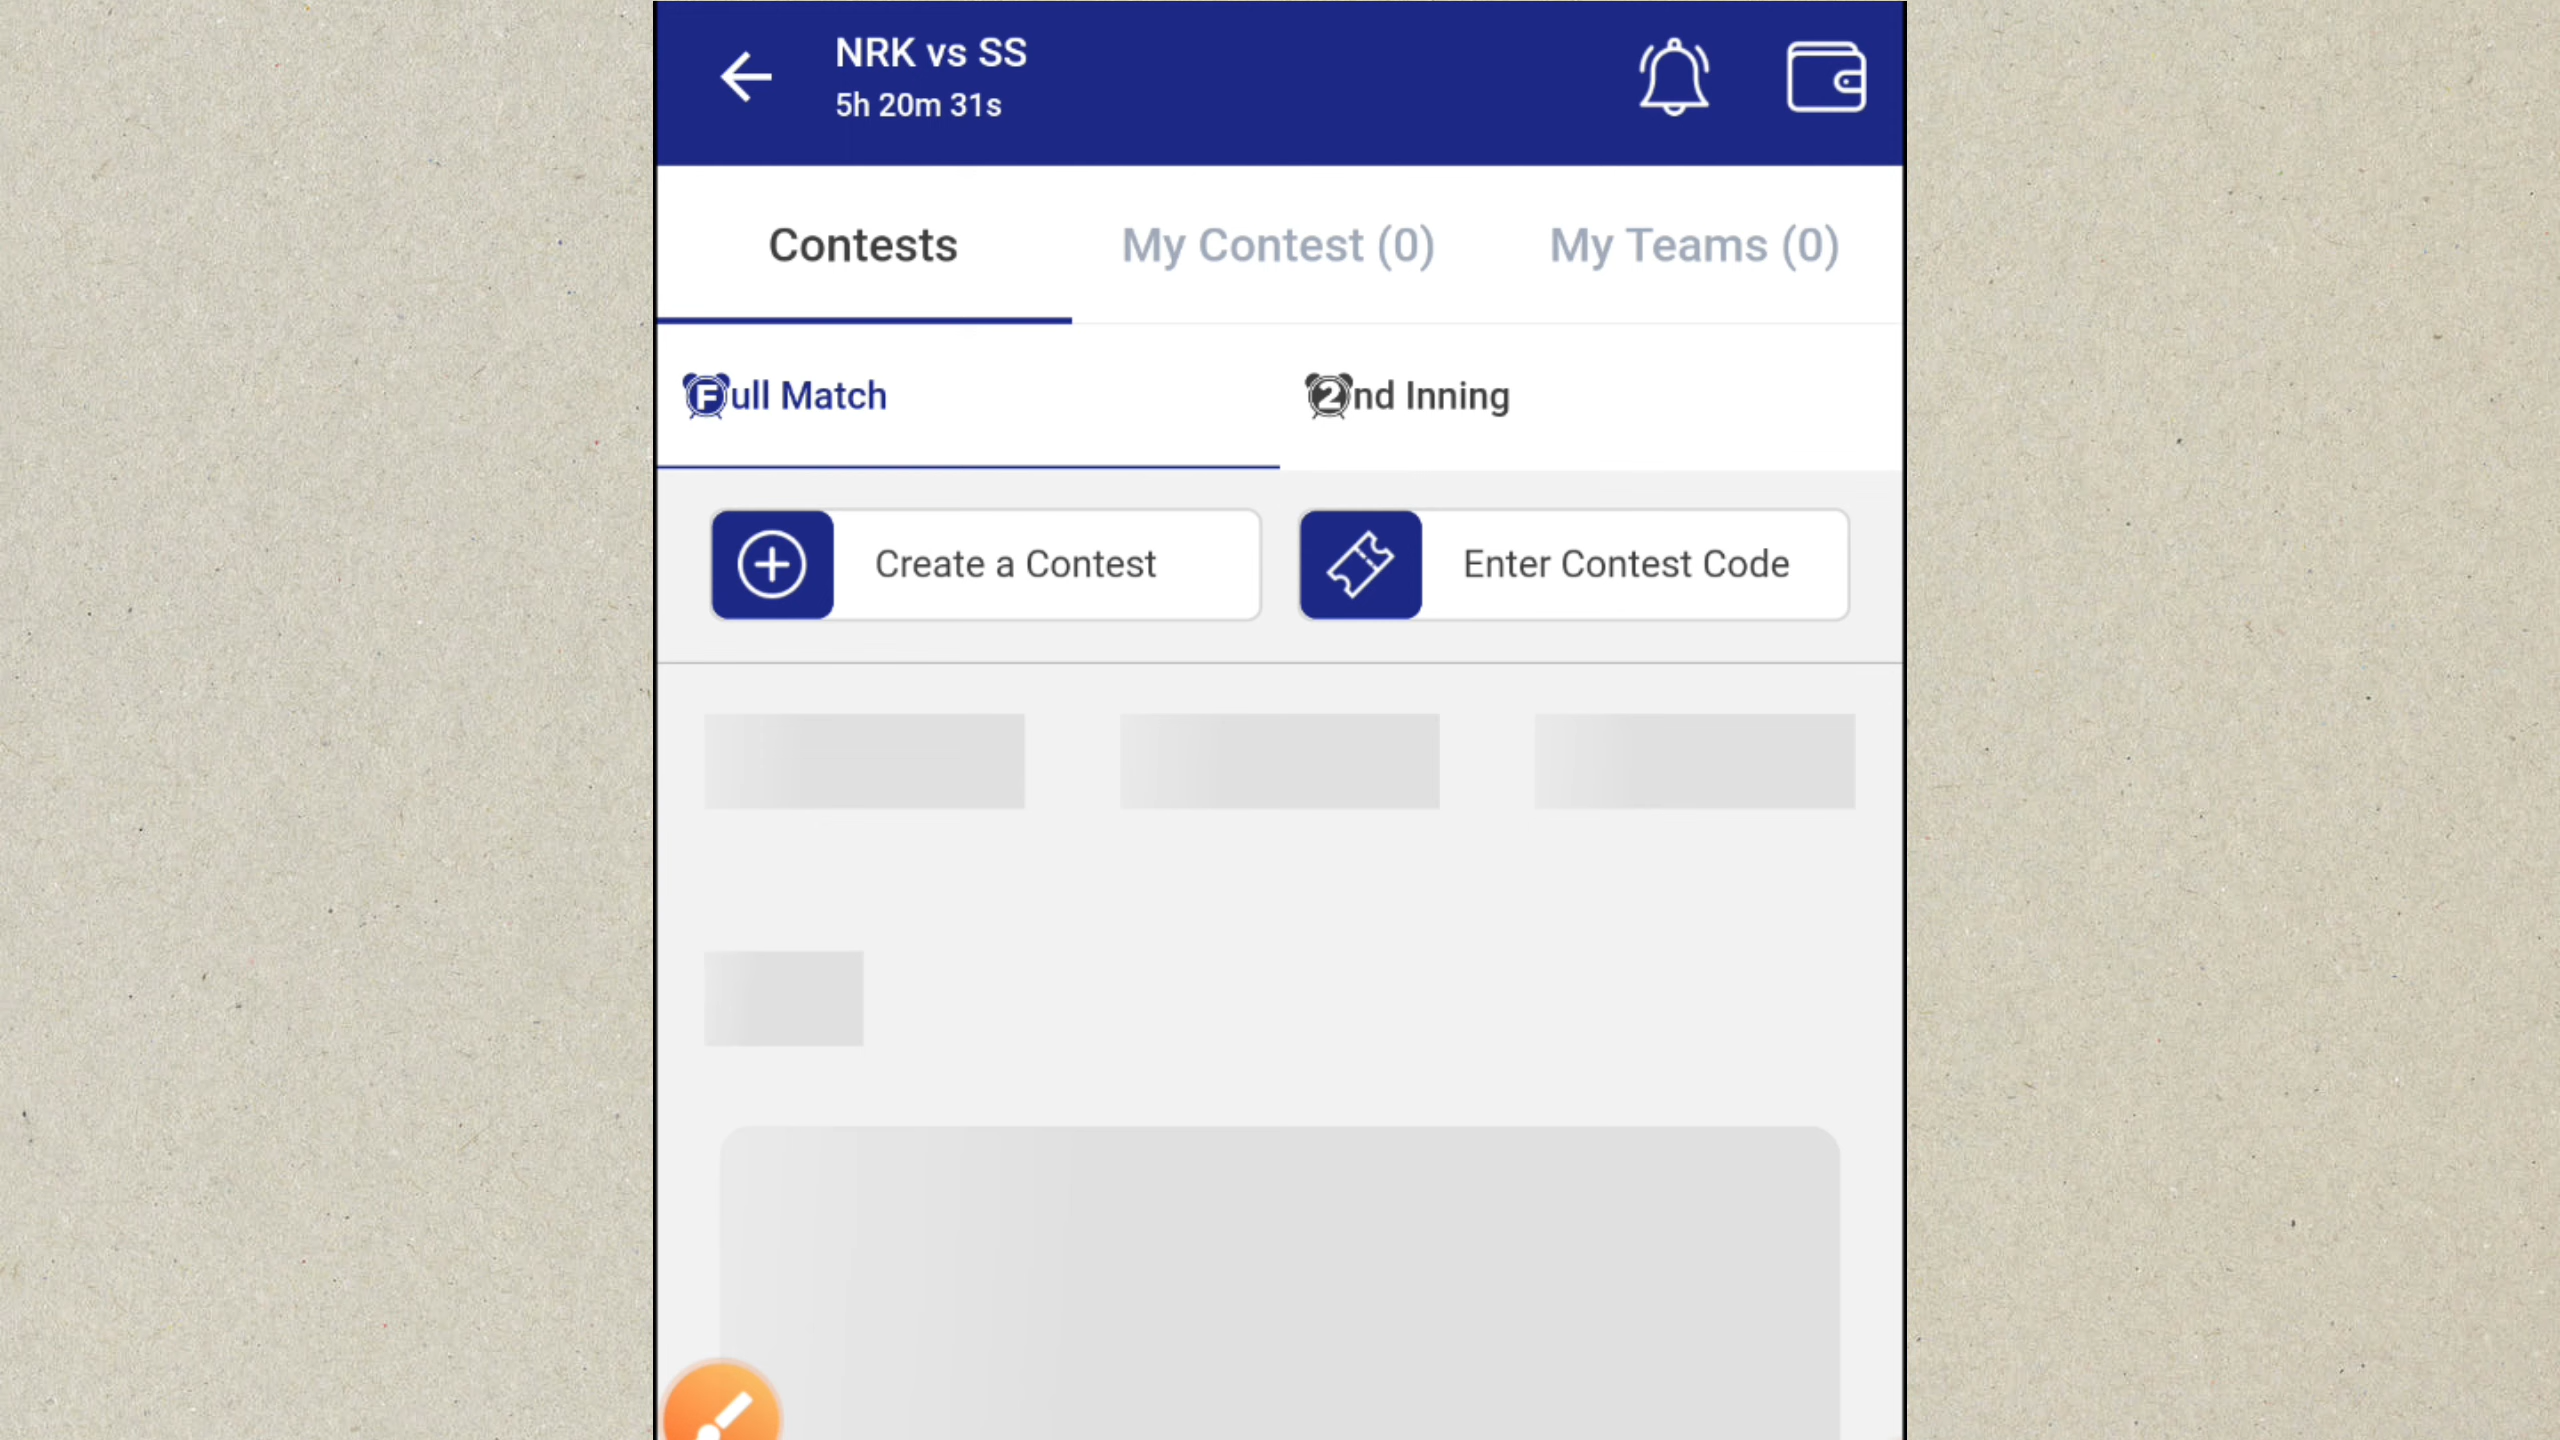 NRK vs SS
5h 20m 31s
Contests
My Contest (0)
My Teams (0)
Full Match
2nd Inning
Create a Contest
Enter Contest Code